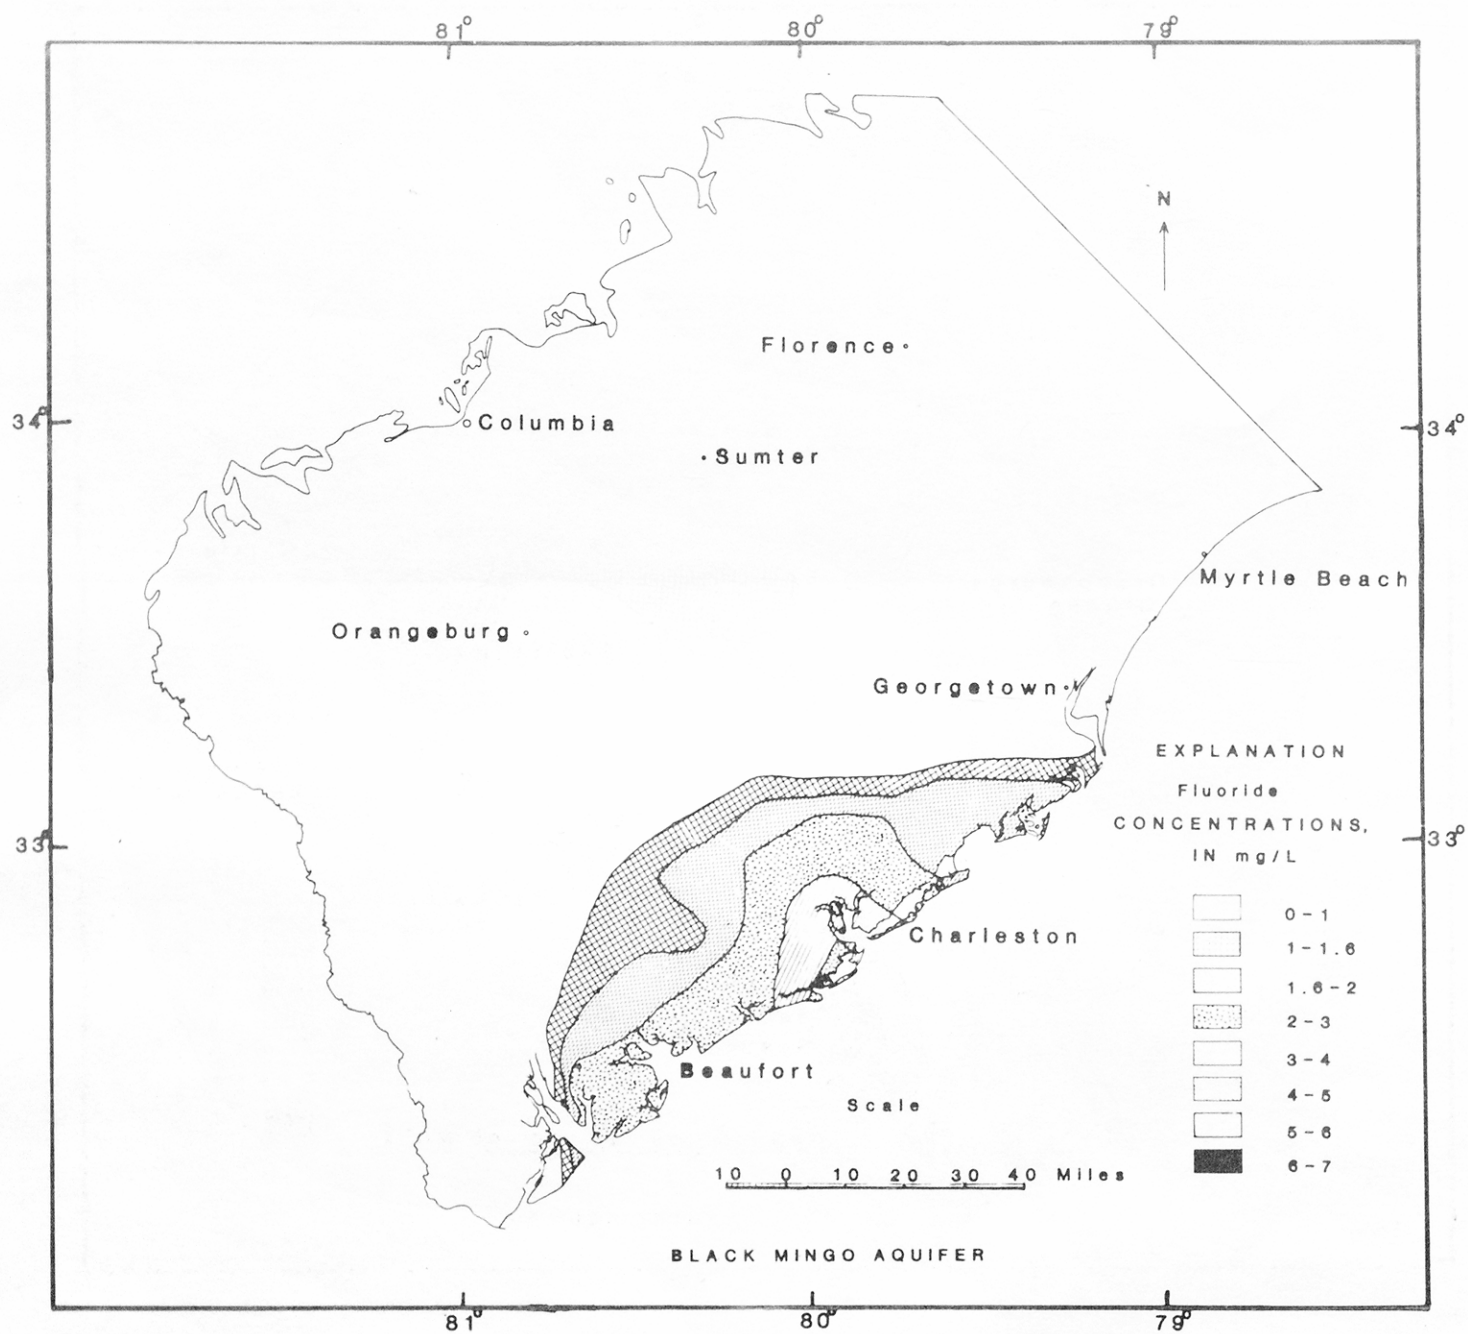 81° 80° 79°
N
Florence
34° 34°
Columbia
Sumter
Myrtle Beach
Orangeburg
Georgetown
EXPLANATION
Fluoride
CONCENTRATIONS,
IN mg/L
33° 33°
0-1
1-1.6
1.6-2
2-3
3-4
4-5
5-6
6-7
Charleston
Beaufort
Scale
10 0 10 20 30 40 Miles
BLACK MINGO AQUIFER
81° 80° 79°